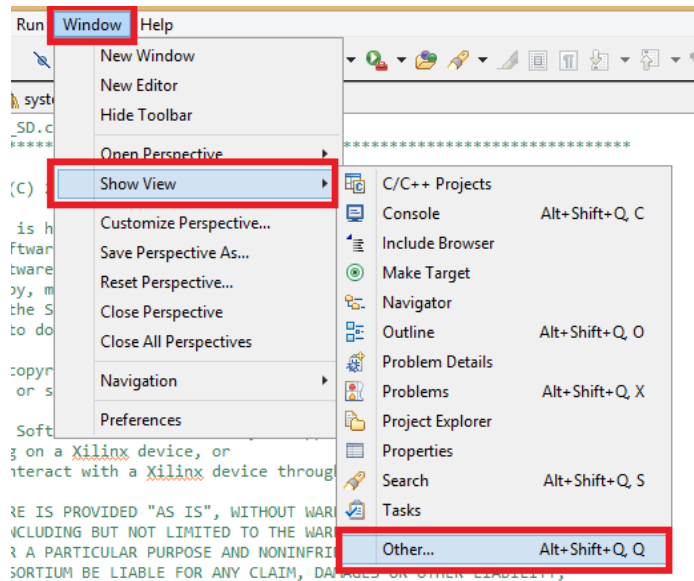 Run Window Help
New Window
New Editor
Hide Toolbar
Open Perspective
Show View
Customize Perspective...
Save Perspective As...
Reset Perspective...
Close Perspective
Close All Perspectives
Navigation
Preferences
C/C++ Projects
Console Alt+Shift+Q, C
Include Browser
Make Target
Navigator
Outline Alt+Shift+Q, O
Problem Details
Problems Alt+Shift+Q, X
Project Explorer
Properties
Search Alt+Shift+Q, S
Tasks
Other... Alt+Shift+Q, Q
syste
_SD.c
*******************************
(C)
is h
ftwar
tware
py, m
the S
to do
copyr
or s
Soft
g on a Xilinx device, or
nteract with a Xilinx device throug
RE IS PROVIDED "AS IS", WITHOUT WAR
NCLUDING BUT NOT LIMITED TO THE WAR
R A PARTICULAR PURPOSE AND NONINFRI
SORTIUM BE LIABLE FOR ANY CLAIM, DAMAGES OR OTHER LIABILITY,